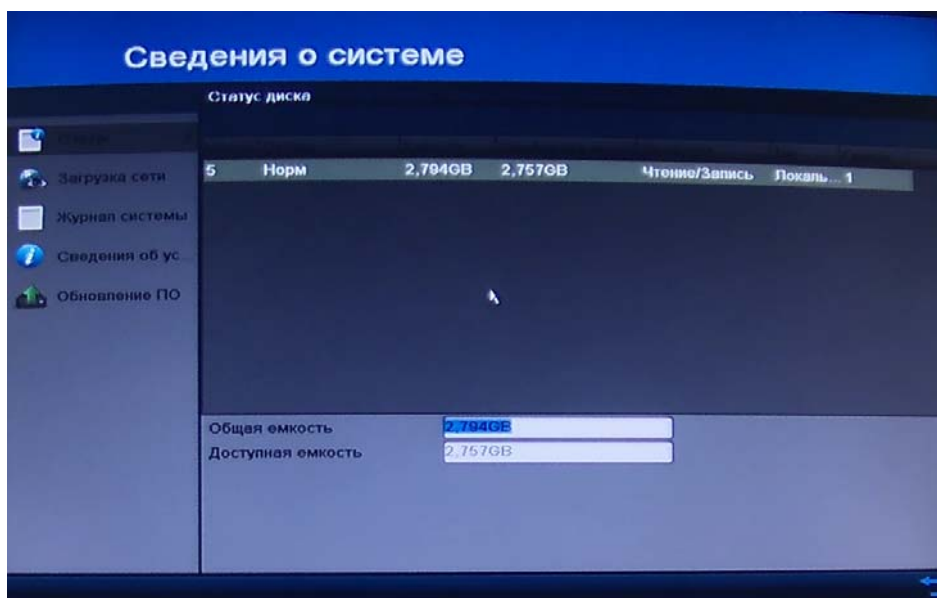 Сведения о системе
Статус диска
5 Норм 2,794GB 2,757GB Чтение/Запись Локаль... 1
Загрузка сети
Журнал системы
Сведения об ус...
Обновление ПО
Общая емкость 2,794GB
Доступная емкость 2,757GB